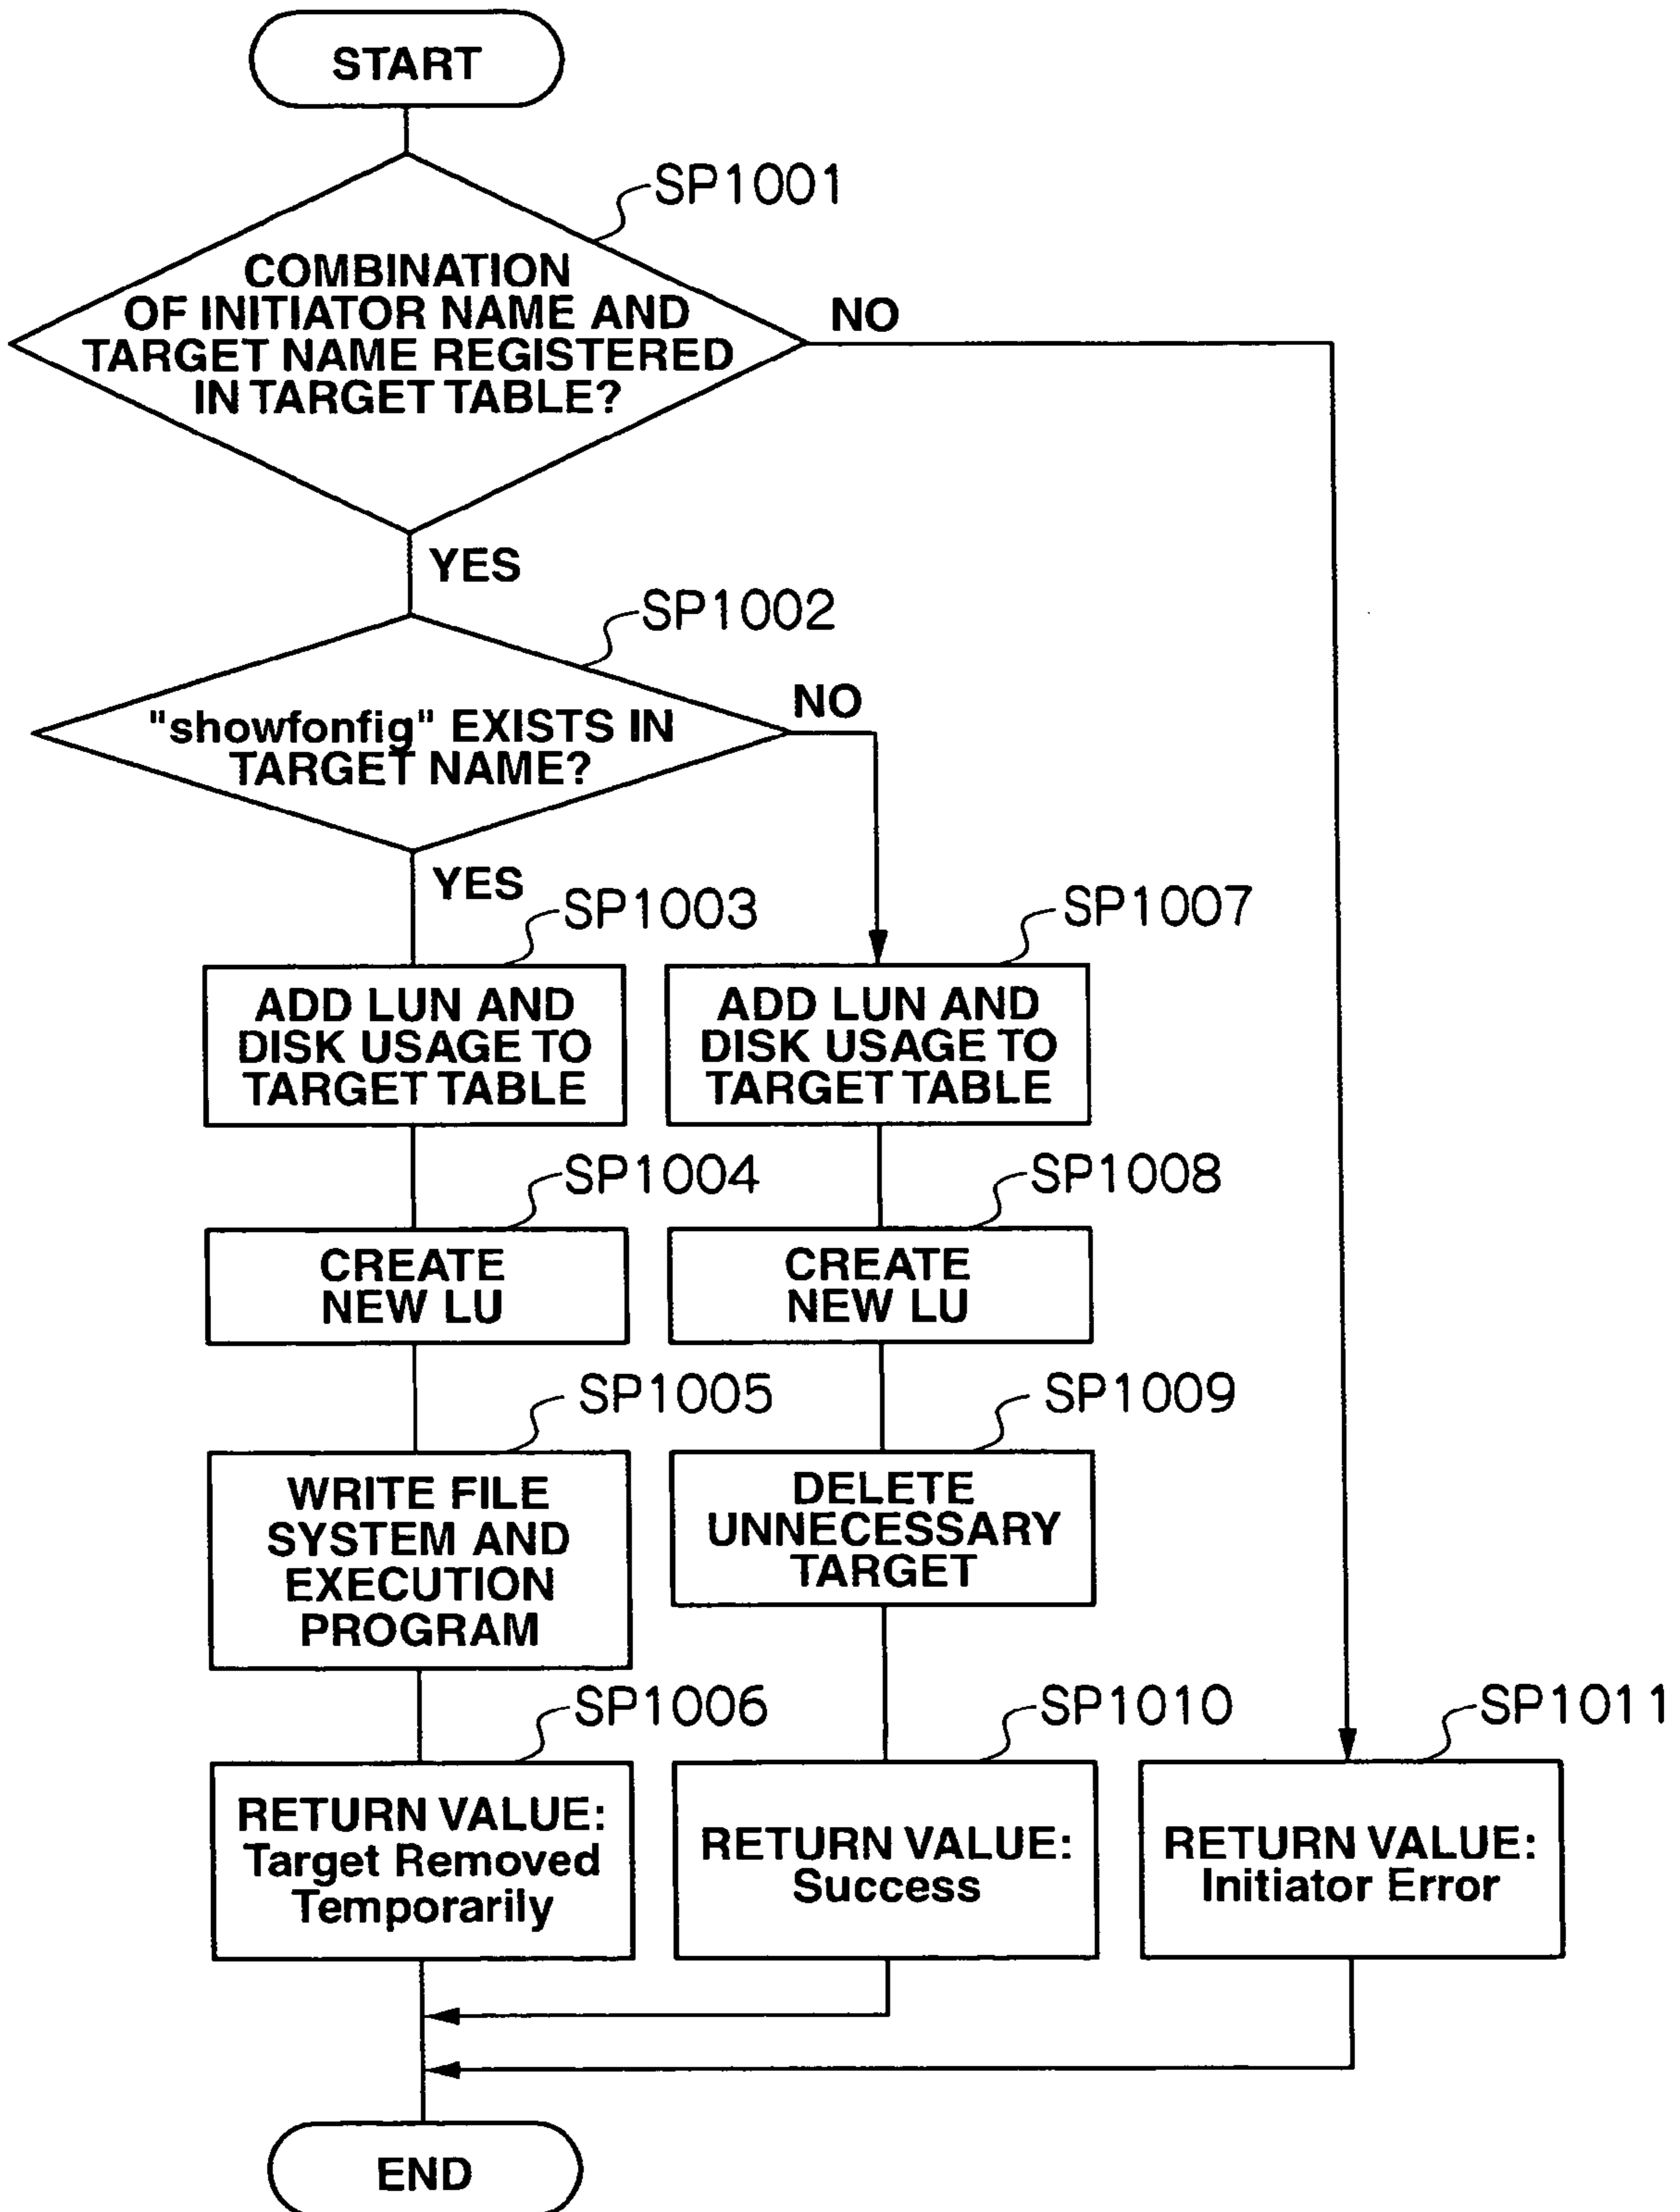 START
SP1001
COMBINATION
OF INITIATOR NAME AND
TARGET NAME REGISTERED
IN TARGET TABLE?
NO
YES
SP1002
"showfonfig" EXISTS IN
TARGET NAME?
NO
YES
SP1003
ADD LUN AND
DISK USAGE TO
TARGET TABLE
SP1007
ADD LUN AND
DISK USAGE TO
TARGET TABLE
SP1004
CREATE
NEW LU
SP1008
CREATE
NEW LU
SP1005
WRITE FILE
SYSTEM AND
EXECUTION
PROGRAM
SP1009
DELETE
UNNECESSARY
TARGET
SP1006
RETURN VALUE:
Target Removed
Temporarily
SP1010
RETURN VALUE:
Success
SP1011
RETURN VALUE:
Initiator Error
END